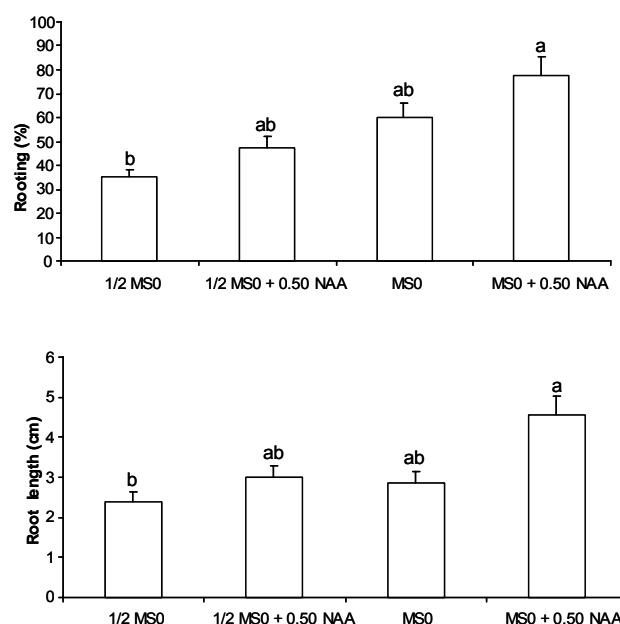 100
90
80
70
60
50
40
30
20
10
0
Rooting (%)
b
ab
ab
a
1/2 MS0
1/2 MS0 + 0.50 NAA
MS0
MS0 + 0.50 NAA
6
5
4
3
2
1
0
Root length (cm)
b
ab
ab
a
1/2 MS0
1/2 MS0 + 0.50 NAA
MS0
MS0 + 0.50 NAA